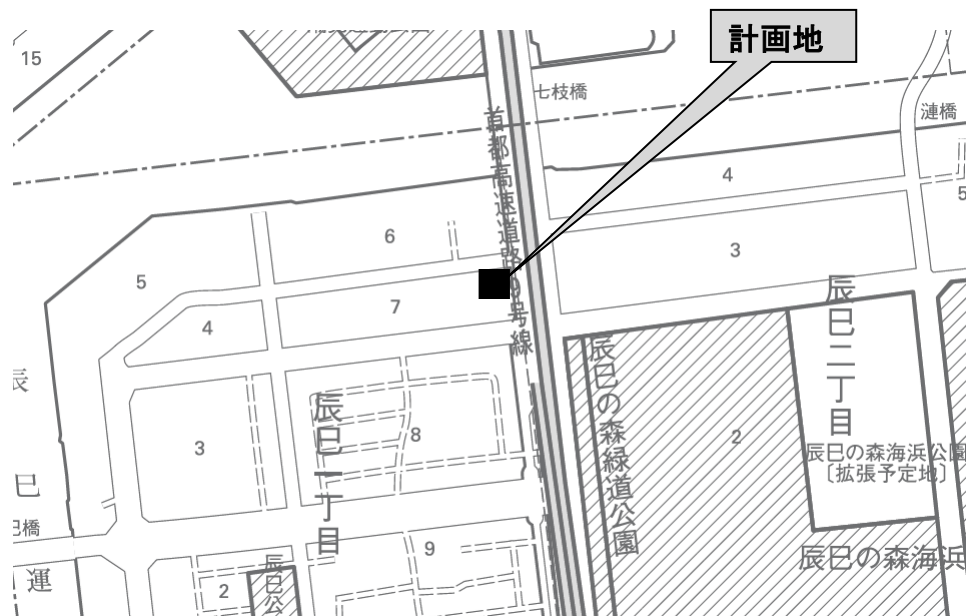 15
計画地
七枝橋
漣橋
首都高速道路9号線
4
5
6
3
5
7
4
辰
辰巳二丁目
辰巳の森緑道公園
辰巳一丁目
8
3
2
辰巳の森海浜公園
〔拡張予定地〕
巳
巳橋
9
辰巳の森海浜
運
2
辰巳公